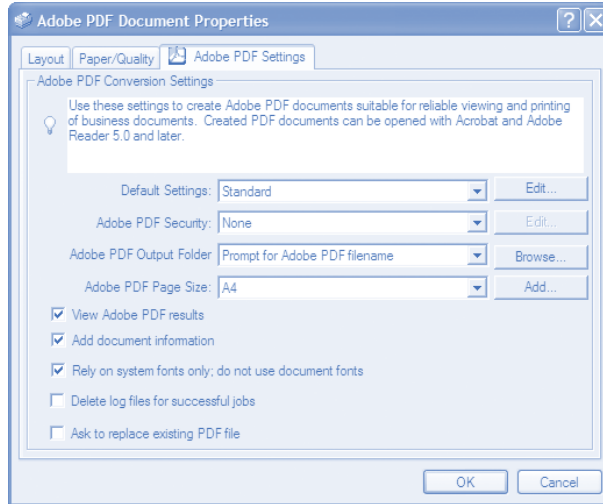 Adobe PDF Document Properties
Layout Paper/Quality Adobe PDF Settings
Adobe PDF Conversion Settings
Use these settings to create Adobe PDF documents suitable for reliable viewing and printing
of business documents. Created PDF documents can be opened with Acrobat and Adobe
Reader 5.0 and later.
Default Settings: Standard Edit...
Adobe PDF Security: None Edit...
Adobe PDF Output Folder Prompt for Adobe PDF filename Browse...
Adobe PDF Page Size: A4 Add...
View Adobe PDF results
Add document information
Rely on system fonts only; do not use document fonts
Delete log files for successful jobs
Ask to replace existing PDF file
OK Cancel